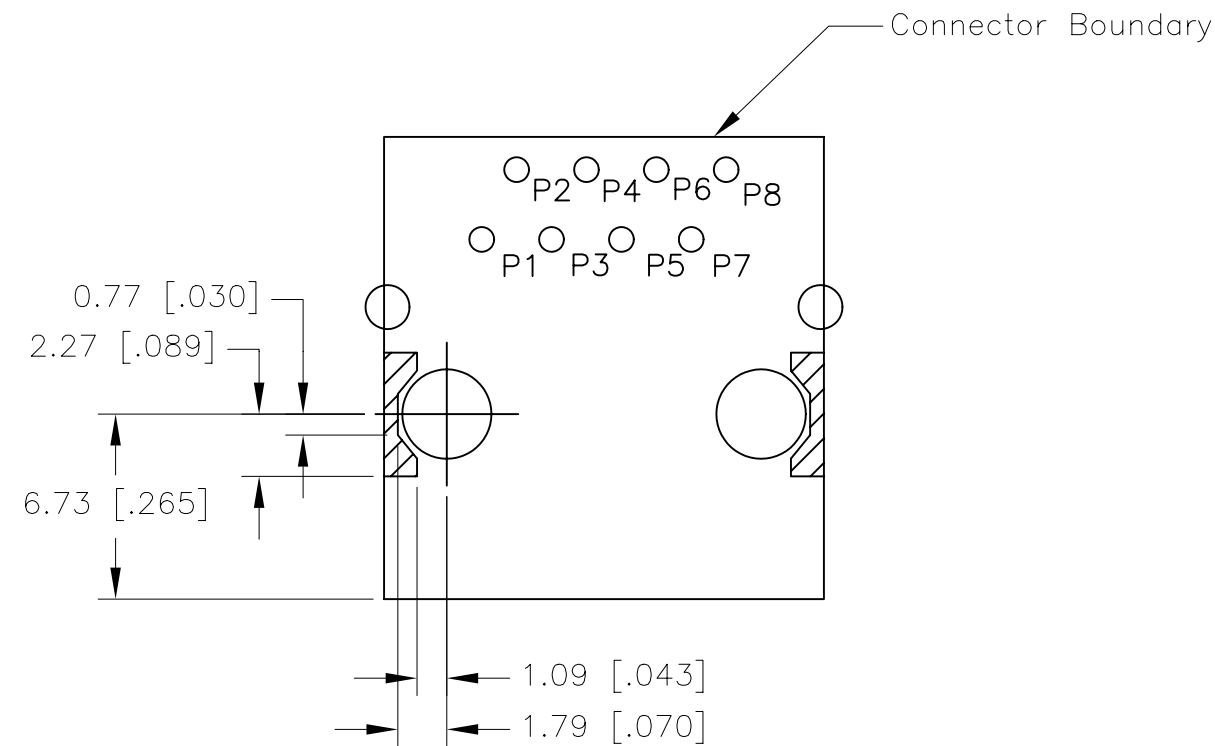 Connector Boundary
P2 P4 P6 P8
P1 P3 P5 P7
0.77 [.030]
2.27 [.089]
6.73 [.265]
1.09 [.043]
1.79 [.070]